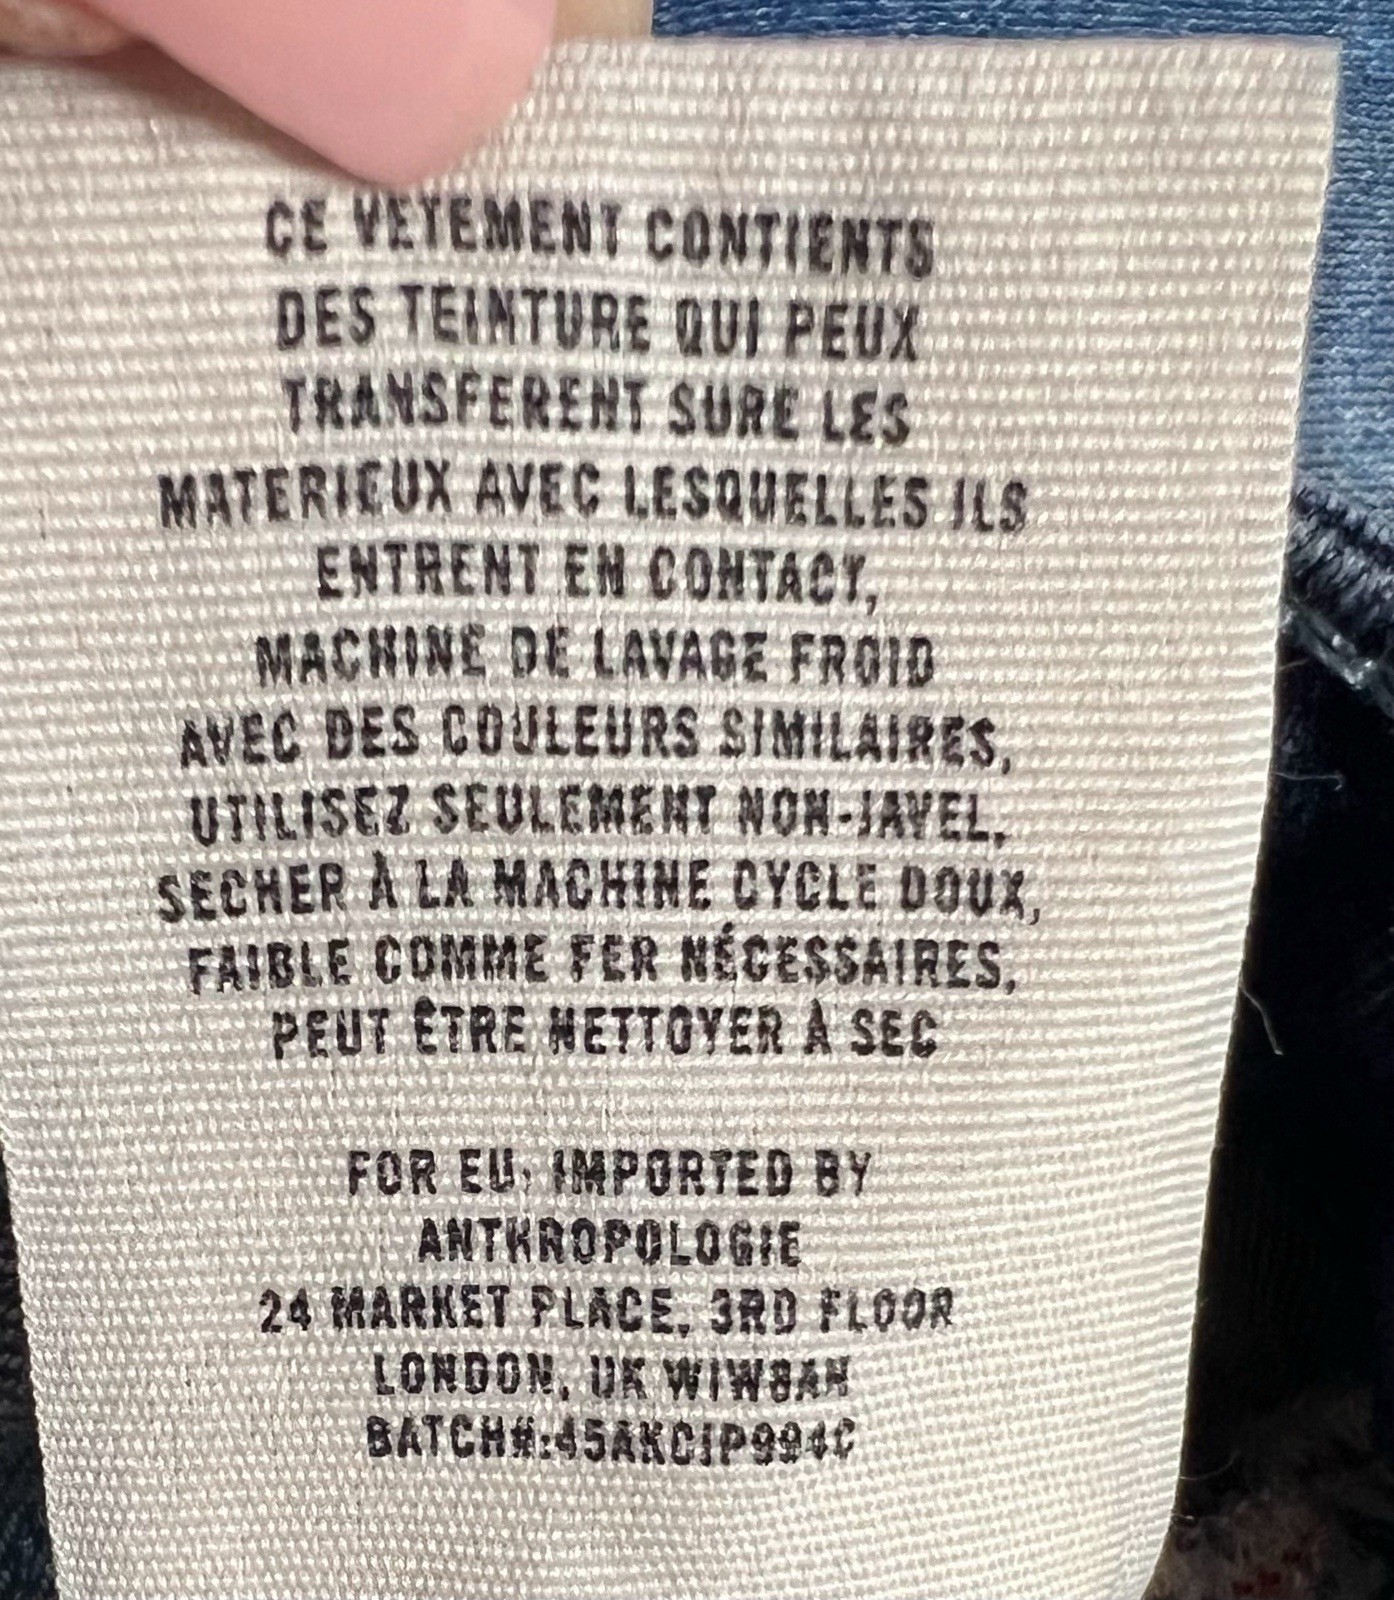 CE VETEMENT CONTIENTS
DES TEINTURE QUI PEUX
TRANSFERENT SURE LES
MATERIEUX AVEC LESQUELLES ILS
ENTRENT EN CONTACT,
MACHINE DE LAVAGE FROID
AVEC DES COULEURS SIMILAIRES,
UTILISEZ SEULEMENT NON-JAVEL,
SECHER À LA MACHINE CYCLE DOUX,
FAIBLE COMME FER NÉCESSAIRES,
PEUT ÊTRE NETTOYER À SEC
FOR EU: IMPORTED BY
ANTHROPOLOGIE
24 MARKET PLACE, 3RD FLOOR
LONDON, UK W1W8AN
BATCH#: